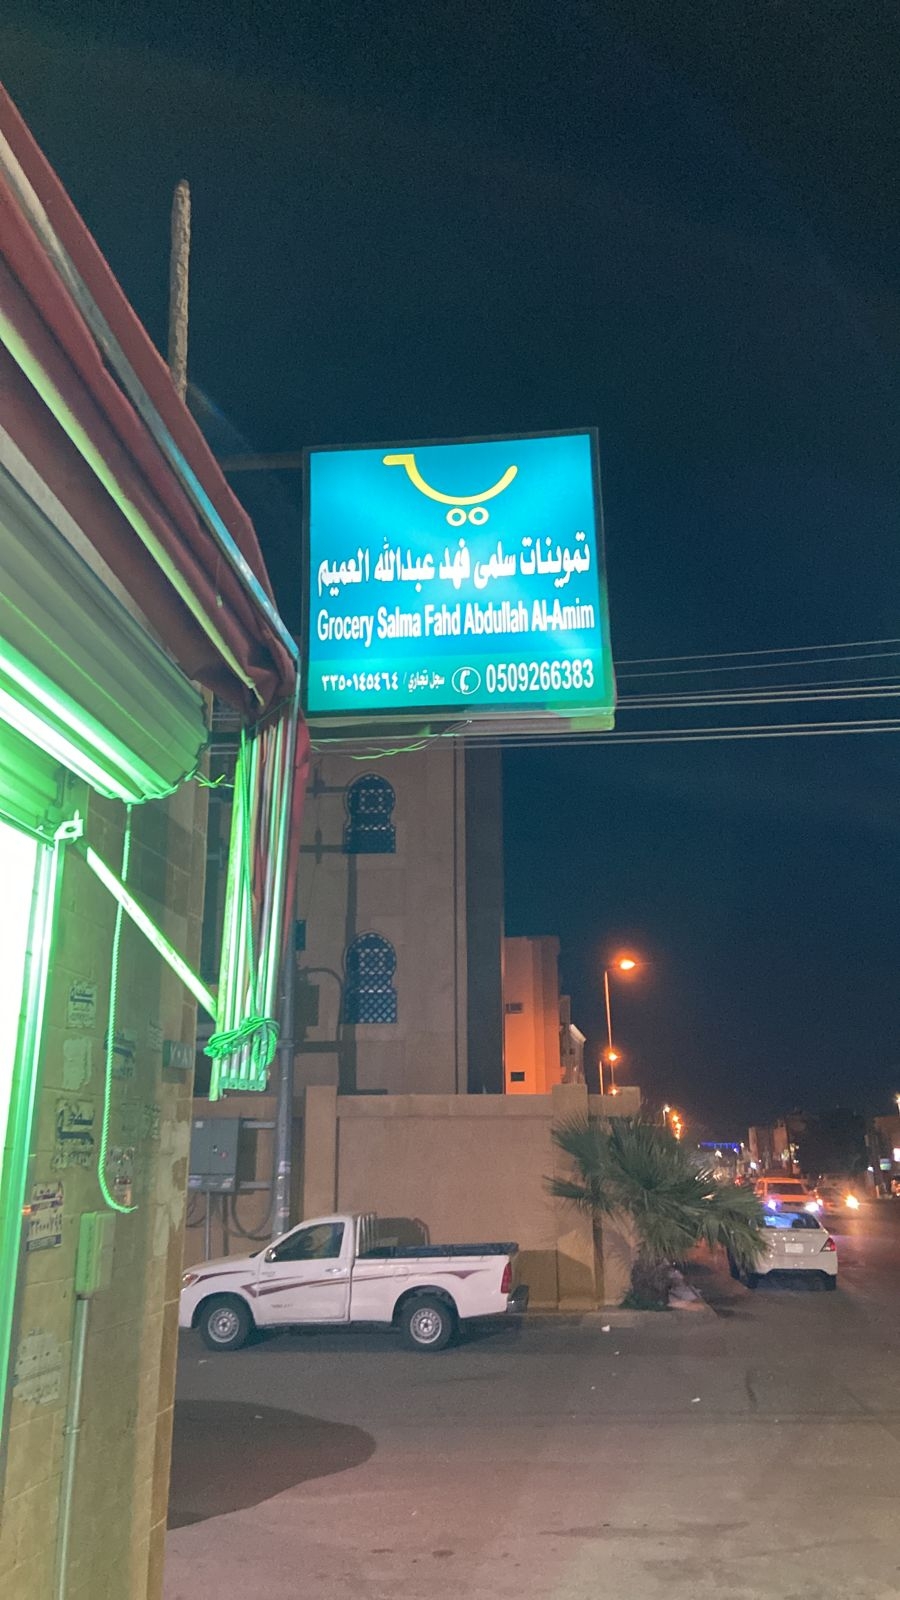 تموينات سلمى فهد عبدالله العميم
Grocery Salma Fahd Abdullah Al-Amim
سجل تجاري / ٣٣٥٠١٤٥٤٦٤ 0509266383